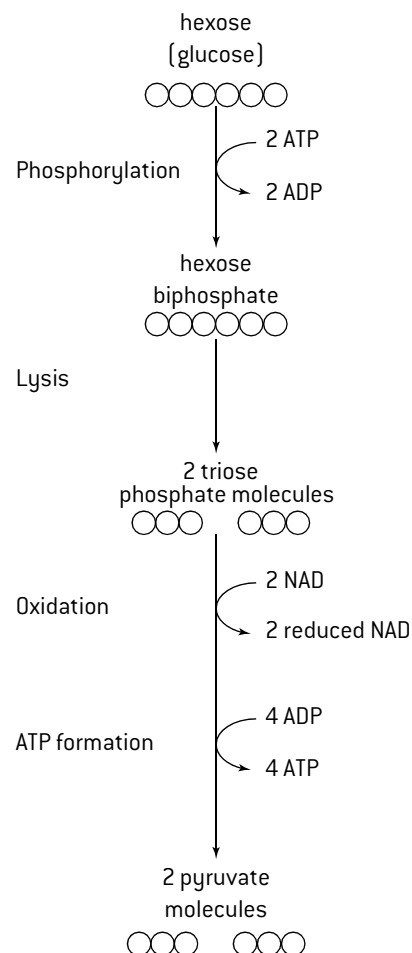 hexose
(glucose)
2 ATP
Phosphorylation
2 ADP
hexose
biphosphate
Lysis
2 triose
phosphate molecules
2 NAD
Oxidation
2 reduced NAD
4 ADP
ATP formation
4 ATP
2 pyruvate
molecules